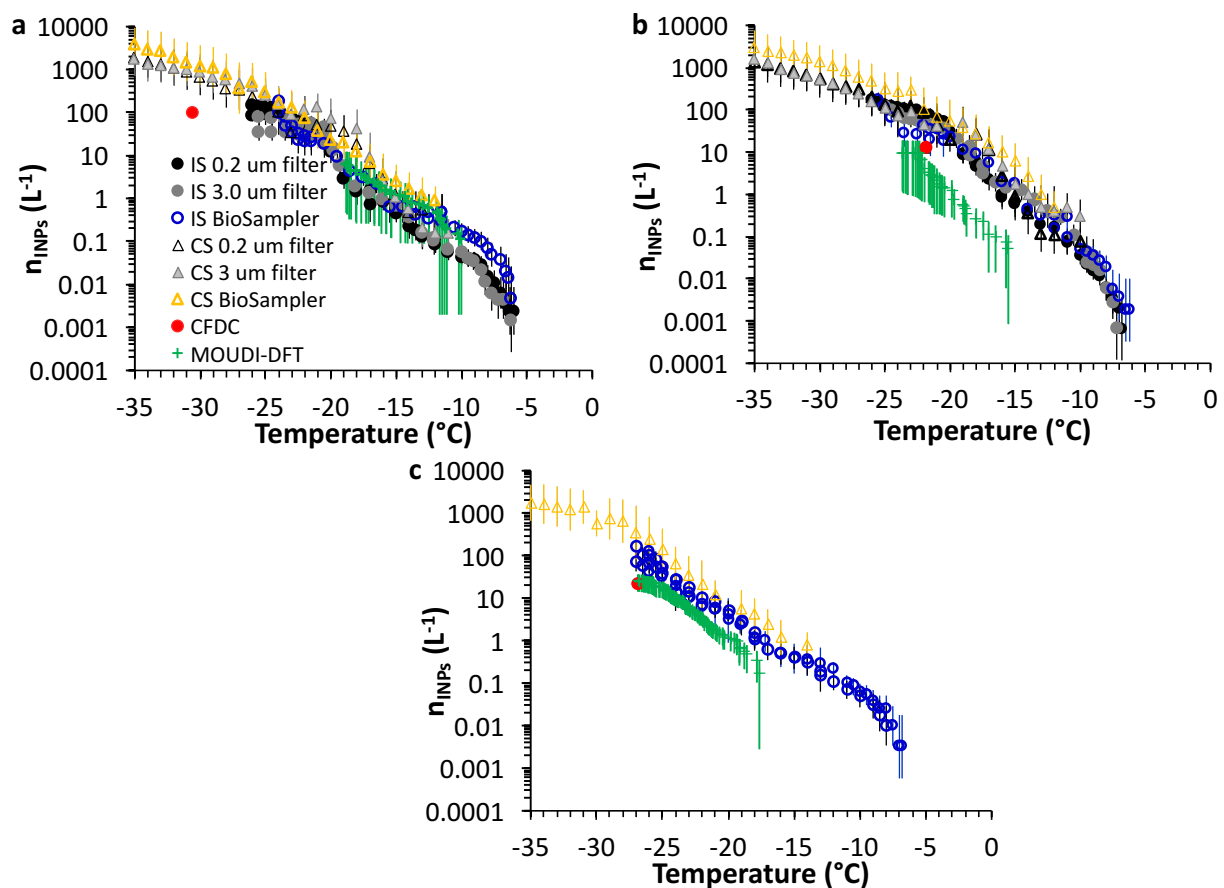 a
10000
1000
100
10
1
0.1
0.01
0.001
0.0001
n_INPs (L⁻¹)
IS 0.2 um filter
IS 3.0 um filter
IS BioSampler
CS 0.2 um filter
CS 3 um filter
CS BioSampler
CFDC
MOUDI-DFT
-35 -30 -25 -20 -15 -10 -5 0
Temperature (°C)
b
10000
1000
100
10
1
0.1
0.01
0.001
0.0001
n_INPs (L⁻¹)
-35 -30 -25 -20 -15 -10 -5 0
Temperature (°C)
c
10000
1000
100
10
1
0.1
0.01
0.001
0.0001
n_INPs (L⁻¹)
-35 -30 -25 -20 -15 -10 -5 0
Temperature (°C)